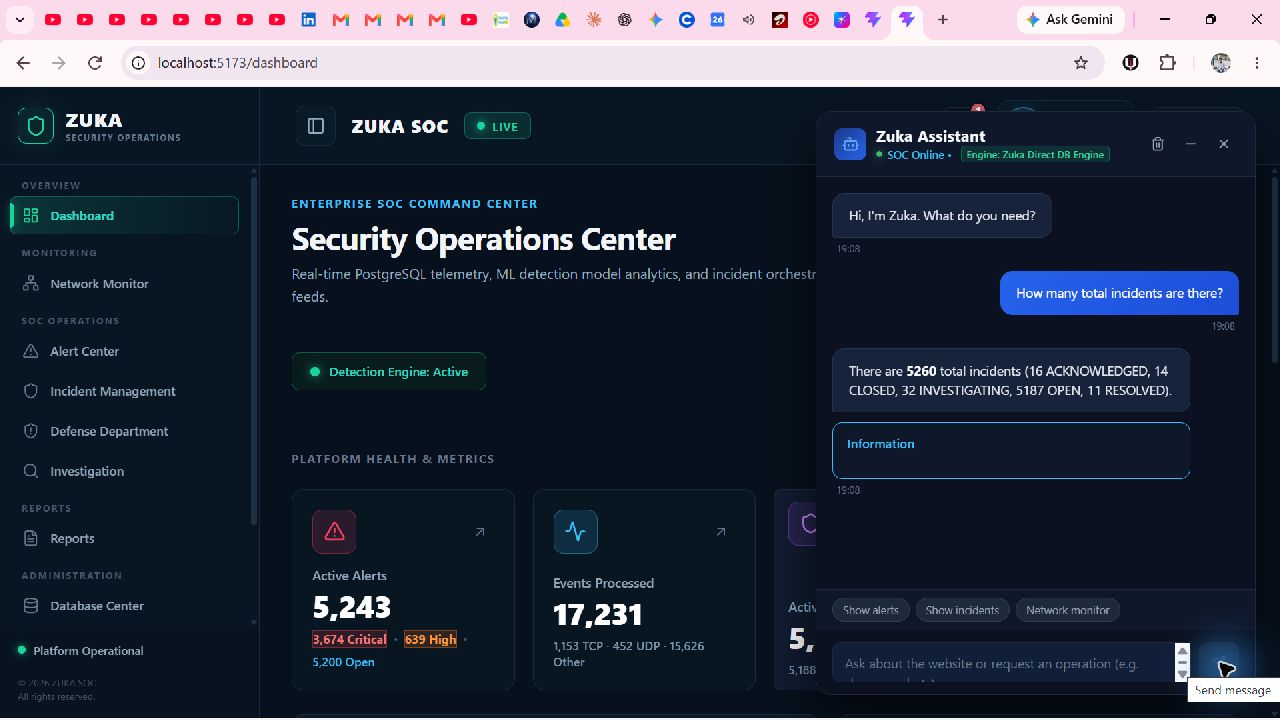 Ask Gemini
localhost:5173/dashboard
ZUKA
SECURITY OPERATIONS
OVERVIEW
Dashboard
MONITORING
Network Monitor
SOC OPERATIONS
Alert Center
Incident Management
Defense Department
Investigation
REPORTS
Reports
ADMINISTRATION
Database Center
Platform Operational
© 2026 ZUKA SOC
All rights reserved.
ZUKA SOC
LIVE
ENTERPRISE SOC COMMAND CENTER
Security Operations Center
Real-time PostgreSQL telemetry, ML detection model analytics, and incident orchestr
feeds.
Detection Engine: Active
PLATFORM HEALTH & METRICS
Active Alerts
5,243
3,674 Critical · 639 High ·
5,200 Open
Events Processed
17,231
1,153 TCP · 452 UDP · 15,626
Other
Activ
5,
5,188
Zuka Assistant
SOC Online • Engine: Zuka Direct DB Engine
Hi, I'm Zuka. What do you need?
19:08
How many total incidents are there?
19:08
There are 5260 total incidents (16 ACKNOWLEDGED, 14
CLOSED, 32 INVESTIGATING, 5187 OPEN, 11 RESOLVED).
Information
19:08
Show alerts
Show incidents
Network monitor
Ask about the website or request an operation (e.g.
Send message